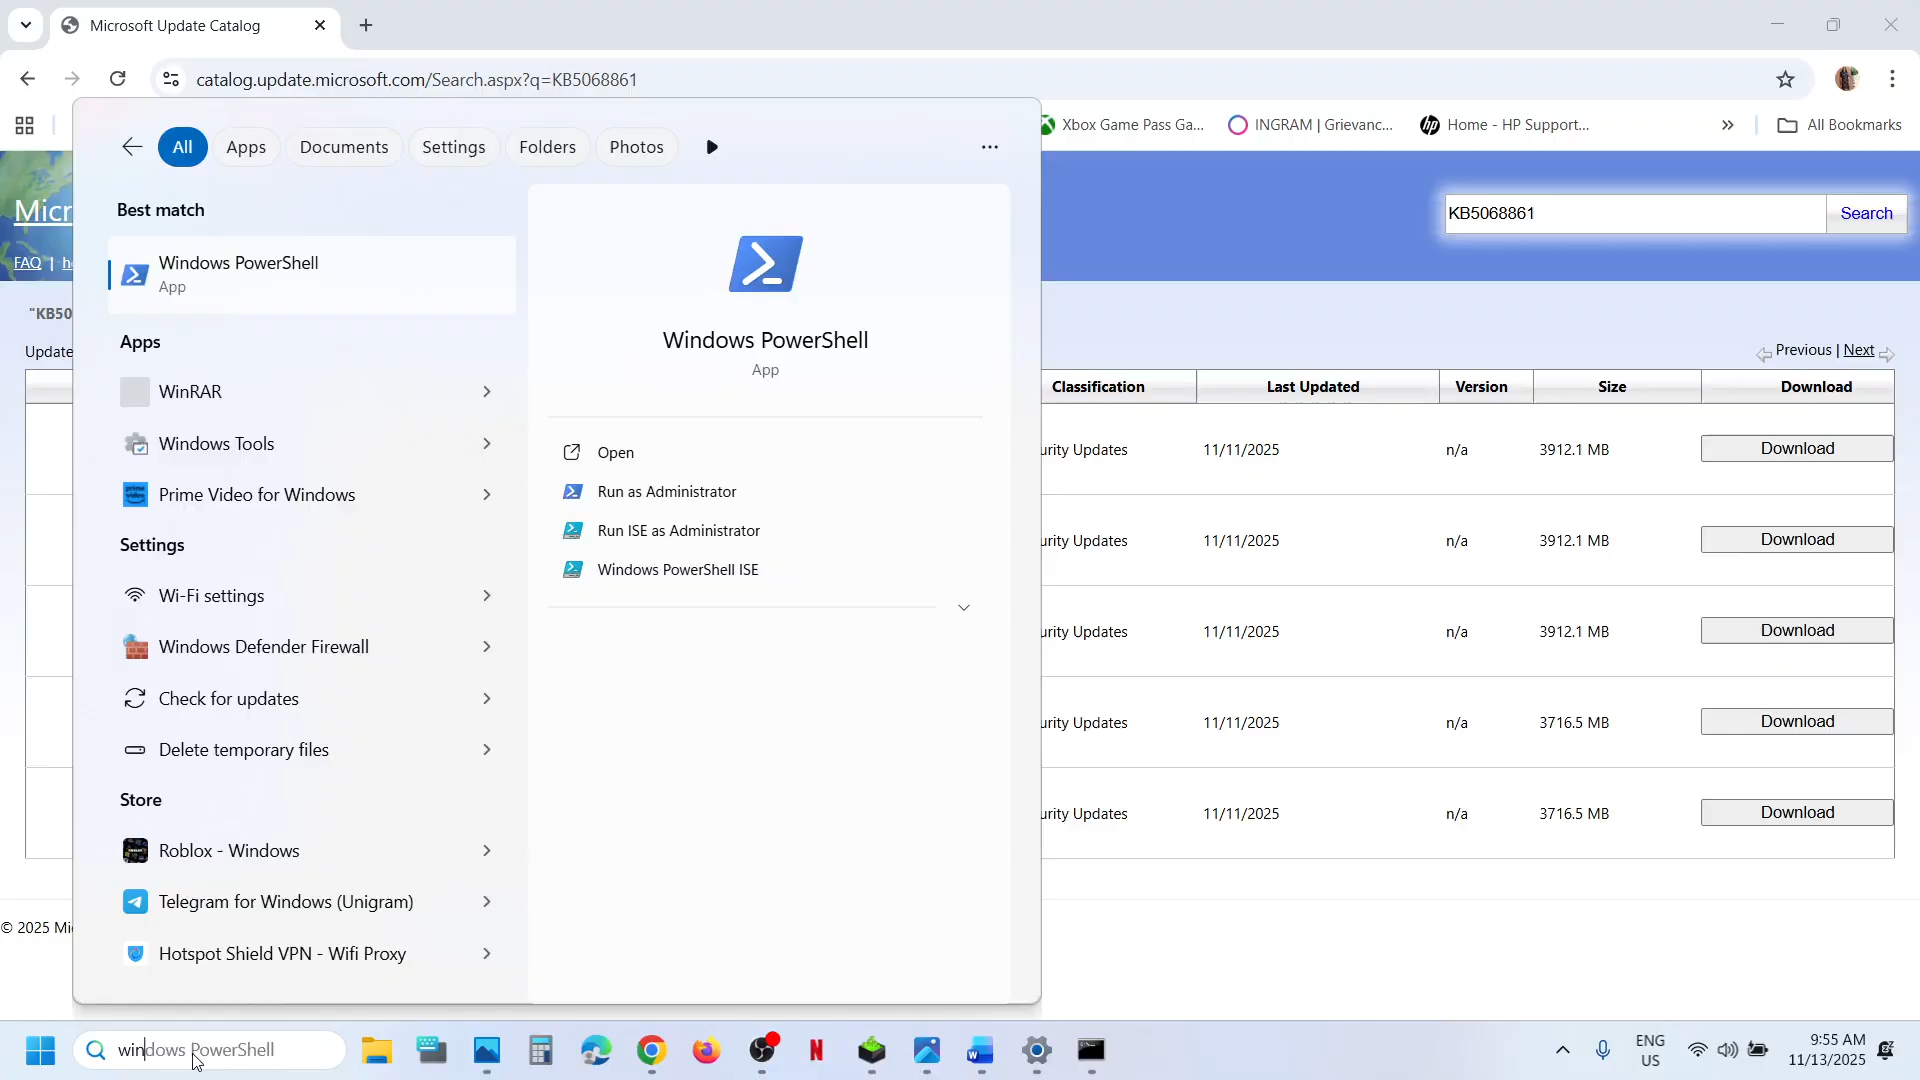 Microsoft Update Catalog
catalog.update.microsoft.com/Search.aspx?q=KB5068861
Xbox Game Pass Ga...
INGRAM | Grievanc...
Home - HP Support...
All Bookmarks
All
Apps
Documents
Settings
Folders
Photos
Micr
FAQ | h
KB5068861
Search
"KB50
Update
Previous | Next
Classification
Last Updated
Version
Size
Download
urity Updates 11/11/2025 n/a 3912.1 MB Download
urity Updates 11/11/2025 n/a 3912.1 MB Download
urity Updates 11/11/2025 n/a 3912.1 MB Download
urity Updates 11/11/2025 n/a 3716.5 MB Download
urity Updates 11/11/2025 n/a 3716.5 MB Download
© 2025 Mi
Best match
Windows PowerShell
App
Apps
WinRAR
Windows Tools
Prime Video for Windows
Settings
Wi-Fi settings
Windows Defender Firewall
Check for updates
Delete temporary files
Store
Roblox - Windows
Telegram for Windows (Unigram)
Hotspot Shield VPN - Wifi Proxy
Windows PowerShell
App
Open
Run as Administrator
Run ISE as Administrator
Windows PowerShell ISE
windows PowerShell
ENG
US
9:55 AM
11/13/2025